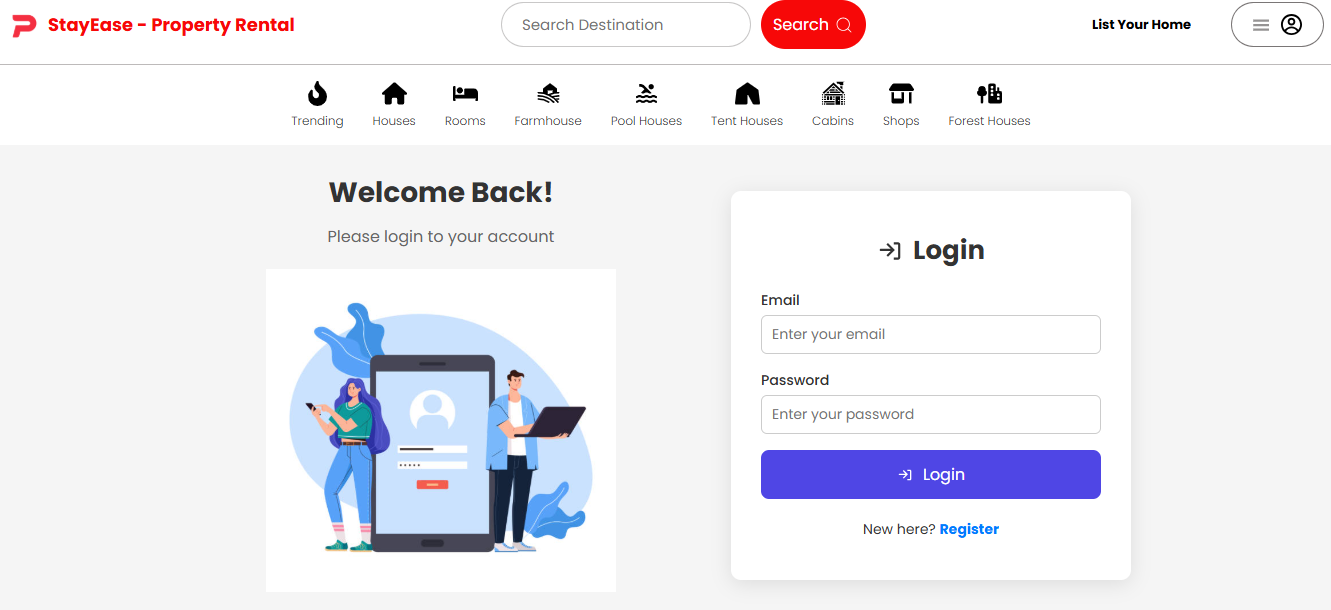 StayEase - Property Rental
Search Destination
Search
List Your Home
Trending
Houses
Rooms
Farmhouse
Pool Houses
Tent Houses
Cabins
Shops
Forest Houses
Welcome Back!
Please login to your account
Login
Email
Enter your email
Password
Enter your password
Login
New here? Register